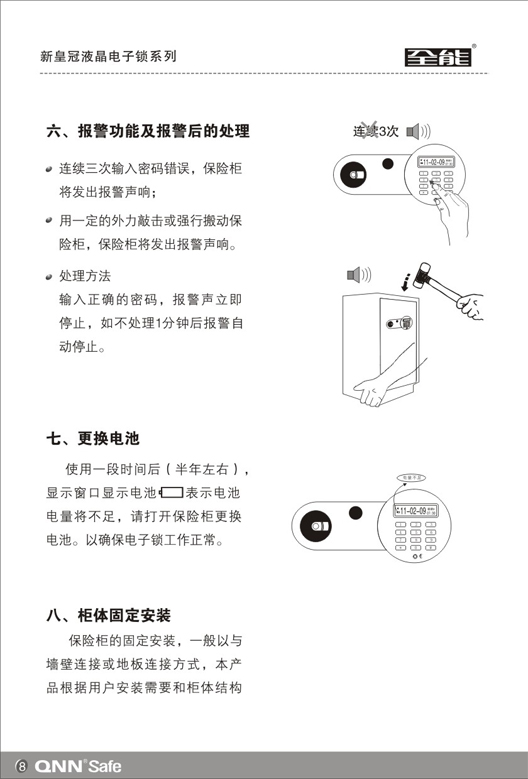 新皇冠液晶电子锁系列
全能®
六、报警功能及报警后的处理
连续三次输入密码错误，保险柜
将发出报警声响；
用一定的外力敲击或强行搬动保
险柜，保险柜将发出报警声响。
处理方法
输入正确的密码，报警声立即
停止，如不处理1分钟后报警自
动停止。
连续3次
11-02-09
七、更换电池
使用一段时间后（半年左右），
显示窗口显示电池表示电池
电量将不足，请打开保险柜更换
电池。以确保电子锁工作正常。
11-02-09
八、柜体固定安装
保险柜的固定安装，一般以与
墙壁连接或地板连接方式，本产
品根据用户安装需要和柜体结构
8 QNN® Safe